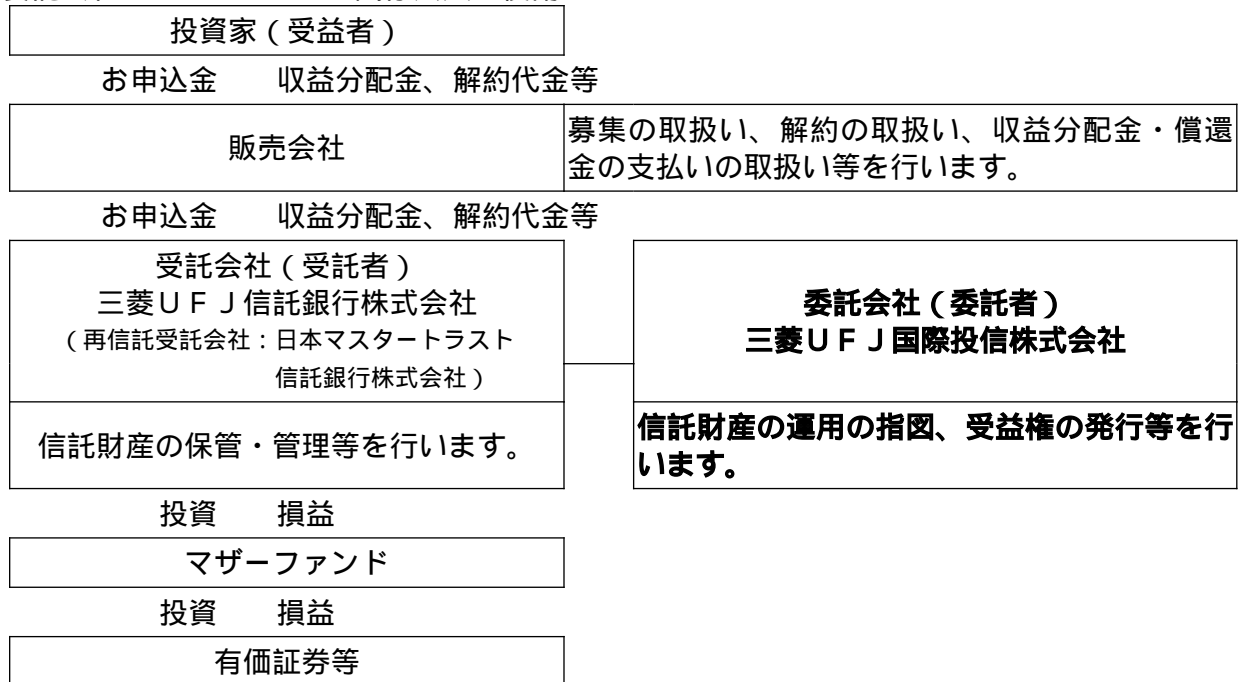 投資家（受益者）
お申込金　　収益分配金、解約代金等
販売会社
募集の取扱い、解約の取扱い、収益分配金・償還
金の支払いの取扱い等を行います。
お申込金　　収益分配金、解約代金等
受託会社（受託者）
三菱ＵＦＪ信託銀行株式会社
（再信託受託会社：日本マスタートラスト
信託銀行株式会社）
委託会社（委託者）
三菱ＵＦＪ国際投信株式会社
信託財産の保管・管理等を行います。
信託財産の運用の指図、受益権の発行等を行
います。
投資　　損益
マザーファンド
投資　　損益
有価証券等